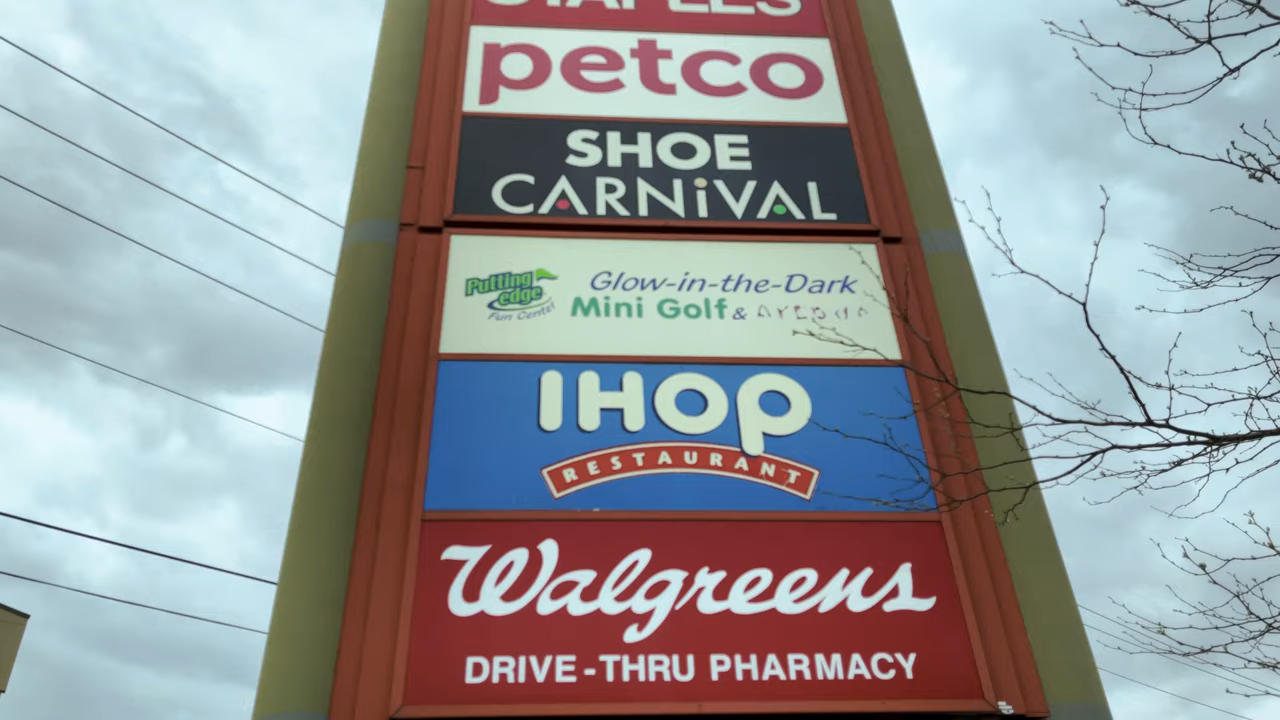 STAPLES
petco
SHOE
CARNiVAL
Putting
edge
Fun Center
Glow-in-the-Dark
Mini Golf &
IHOP
RESTAURANT
Walgreens
DRIVE-THRU PHARMACY